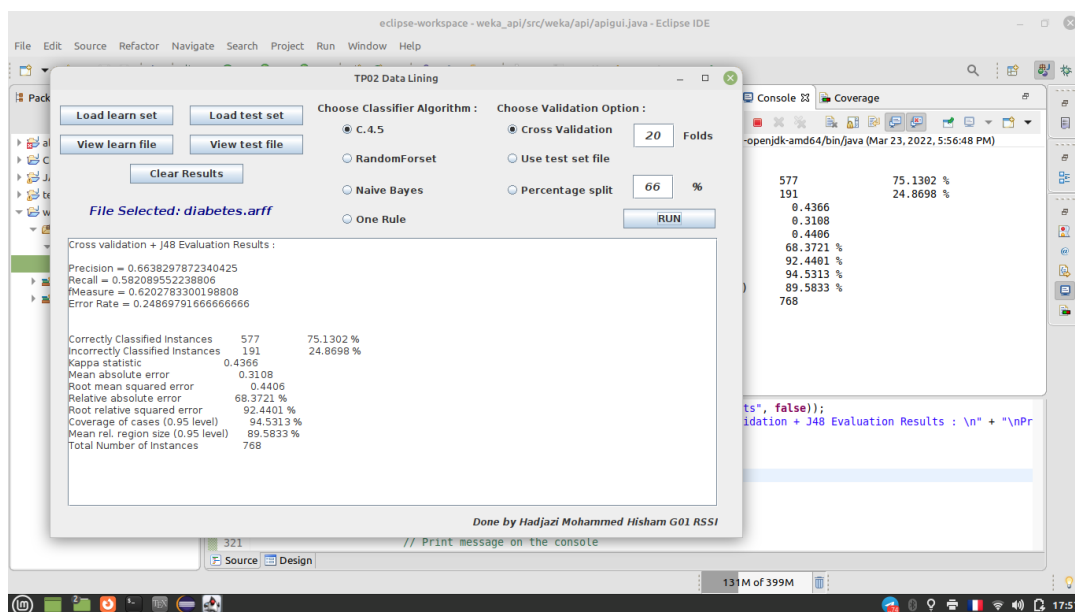 eclipse-workspace - weka_api/src/weka/api/apigui.java - Eclipse IDE
File Edit Source Refactor Navigate Search Project Run Window Help
TP02 Data Lining
Pack
Load learn set
Load test set
View learn file
View test file
Clear Results
File Selected: diabetes.arff
Choose Classifier Algorithm :
C.4.5
RandomForset
Naive Bayes
One Rule
Choose Validation Option :
Cross Validation 20 Folds
Use test set file
Percentage split 66 %
RUN
Cross validation + J48 Evaluation Results :
Precision = 0.6638297872340425
Recall = 0.582089552238806
fMeasure = 0.6202783300198808
Error Rate = 0.24869791666666666
Correctly Classified Instances 577 75.1302 %
Incorrectly Classified Instances 191 24.8698 %
Kappa statistic 0.4366
Mean absolute error 0.3108
Root mean squared error 0.4406
Relative absolute error 68.3721 %
Root relative squared error 92.4401 %
Coverage of cases (0.95 level) 94.5313 %
Mean rel. region size (0.95 level) 89.5833 %
Total Number of Instances 768
Done by Hadjazi Mohammed Hisham G01 RSSI
Console Coverage
-openjdk-amd64/bin/java (Mar 23, 2022, 5:56:48 PM)
577 75.1302 %
191 24.8698 %
0.4366
0.3108
0.4406
68.3721 %
92.4401 %
94.5313 %
) 89.5833 %
768
ts", false));
idation + J48 Evaluation Results : \n" + "\nPr
321 // Print message on the console
Source Design
131M of 399M
17:5